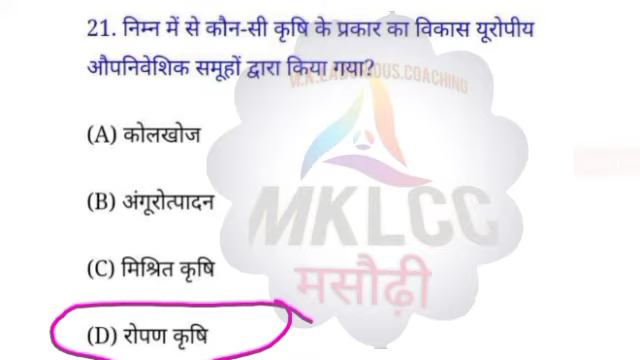 21. निम्न में से कौन-सी कृषि के प्रकार का विकास यूरोपीय
औपनिवेशिक समूहों द्वारा किया गया?
(A) कोलखोज
(B) अंगूरोत्पादन
(C) मिश्रित कृषि
(D) रोपण कृषि
MKLCC
मसौढ़ी